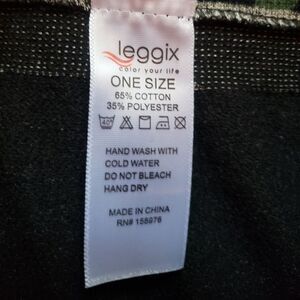 leggix
color your life
ONE SIZE
65% COTTON
35% POLYESTER
40°
HAND WASH WITH
COLD WATER
DO NOT BLEACH
HANG DRY
MADE IN CHINA
RN# 158976